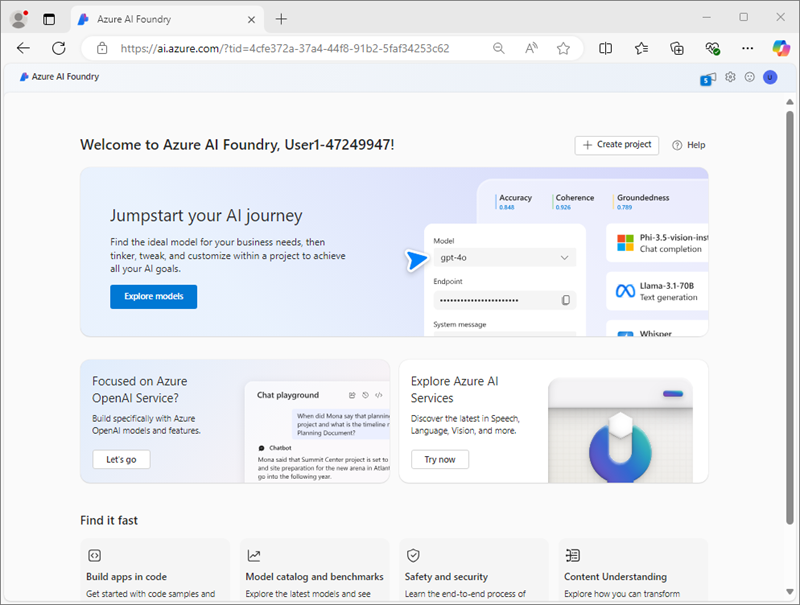 Azure AI Foundry
https://ai.azure.com/?tid=4cfe372a-37a4-44f8-91b2-5faf34253c62
Azure AI Foundry
5
U
Welcome to Azure AI Foundry, User1-47249947!
Create project
Help
Jumpstart your AI journey
Find the ideal model for your business needs, then
tinker, tweak, and customize within a project to achieve
all your AI goals.
Explore models
Accuracy
0.848
Coherence
0.926
Groundedness
0.789
Model
gpt-4o
Endpoint
System message
Phi-3.5-vision-inst
Chat completion
Llama-3.1-70B
Text generation
Whisper
Focused on Azure
OpenAI Service?
Build specifically with Azure
OpenAI models and features.
Let's go
Chat playground
When did Mona say that planning
project and what is the timeline
Planning Document?
Chatbot
Mona said that Summit Center project is set to
and site preparation for the new arena in Atlan
go into the following year.
Explore Azure AI
Services
Discover the latest in Speech,
Language, Vision, and more.
Try now
Find it fast
Build apps in code
Get started with code samples and
Model catalog and benchmarks
Explore the latest models and see
Safety and security
Learn the end-to-end process of
Content Understanding
Explore how you can transform